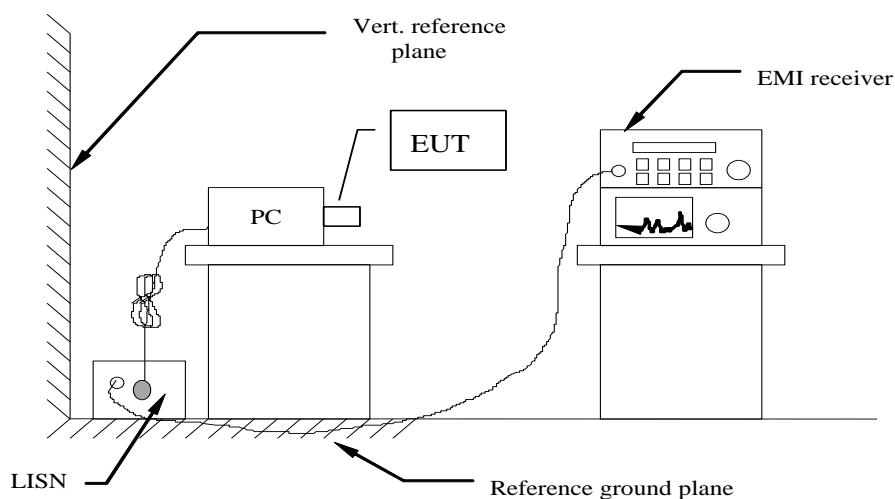 Vert. reference
plane
EMI receiver
EUT
PC
LISN
Reference ground plane